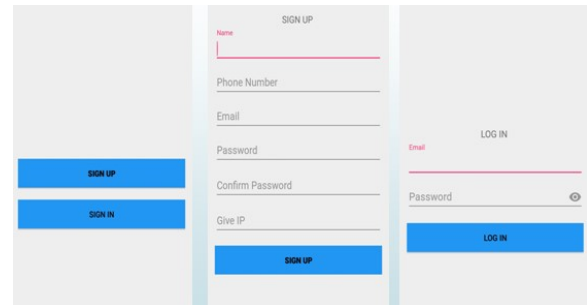 SIGN UP
SIGN IN
SIGN UP
Name
Phone Number
Email
Password
Confirm Password
Give IP
SIGN UP
LOG IN
Email
Password
LOG IN